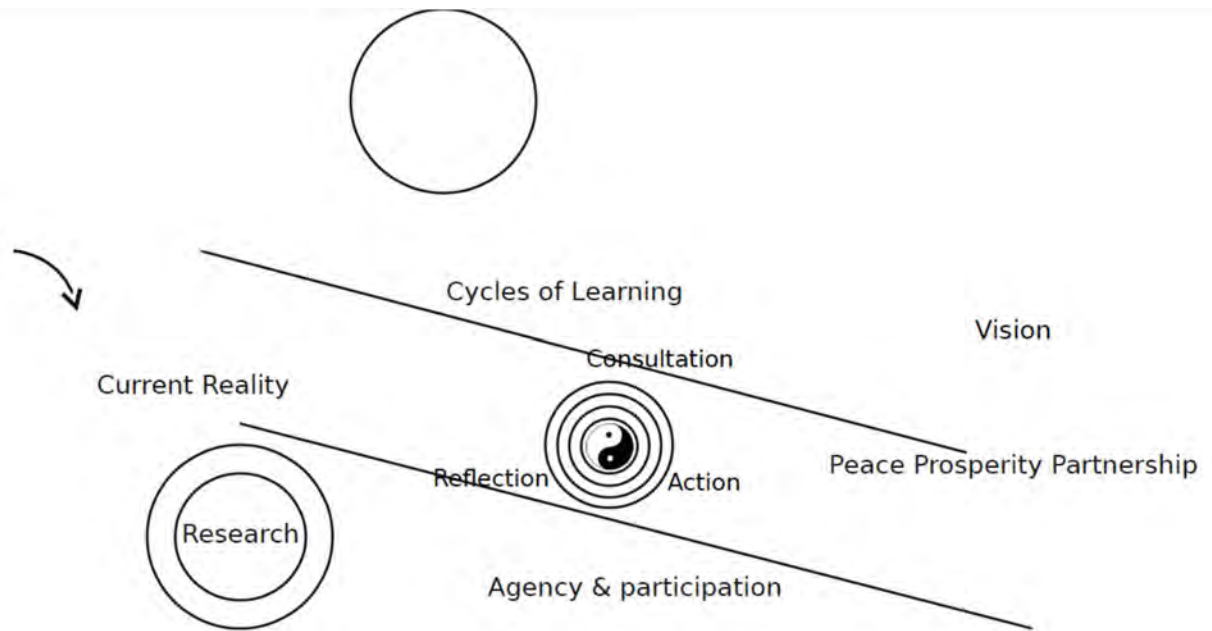 Cycles of Learning
Vision
Consultation
Current Reality
Peace Prosperity Partnership
Reflection
Action
Research
Agency & participation